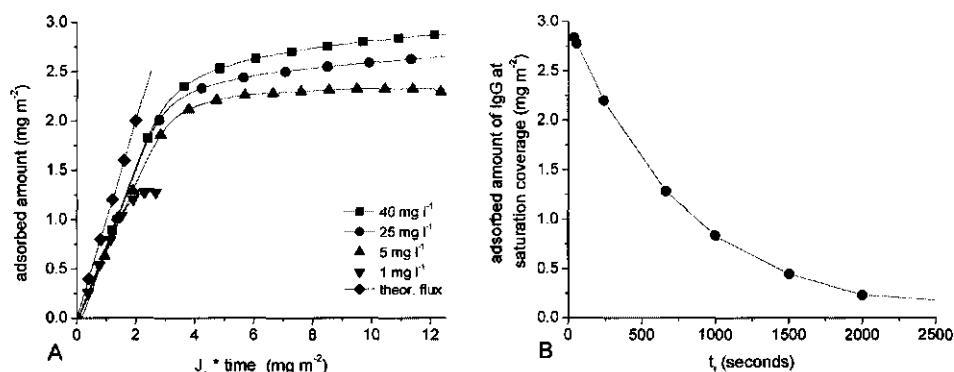 3.0
2.5
2.0
1.5
1.0
0.5
0.0
adsorbed amount (mg m⁻²)
40 mg l⁻¹
25 mg l⁻¹
5 mg l⁻¹
1 mg l⁻¹
theor. flux
0 2 4 6 8 10 12
A
* time (mg m⁻²)
3.0
2.5
2.0
1.5
1.0
0.5
0.0
adsorbed amount of IgG at
saturation coverage (mg m⁻²)
0 500 1000 1500 2000 2500
B
(seconds)